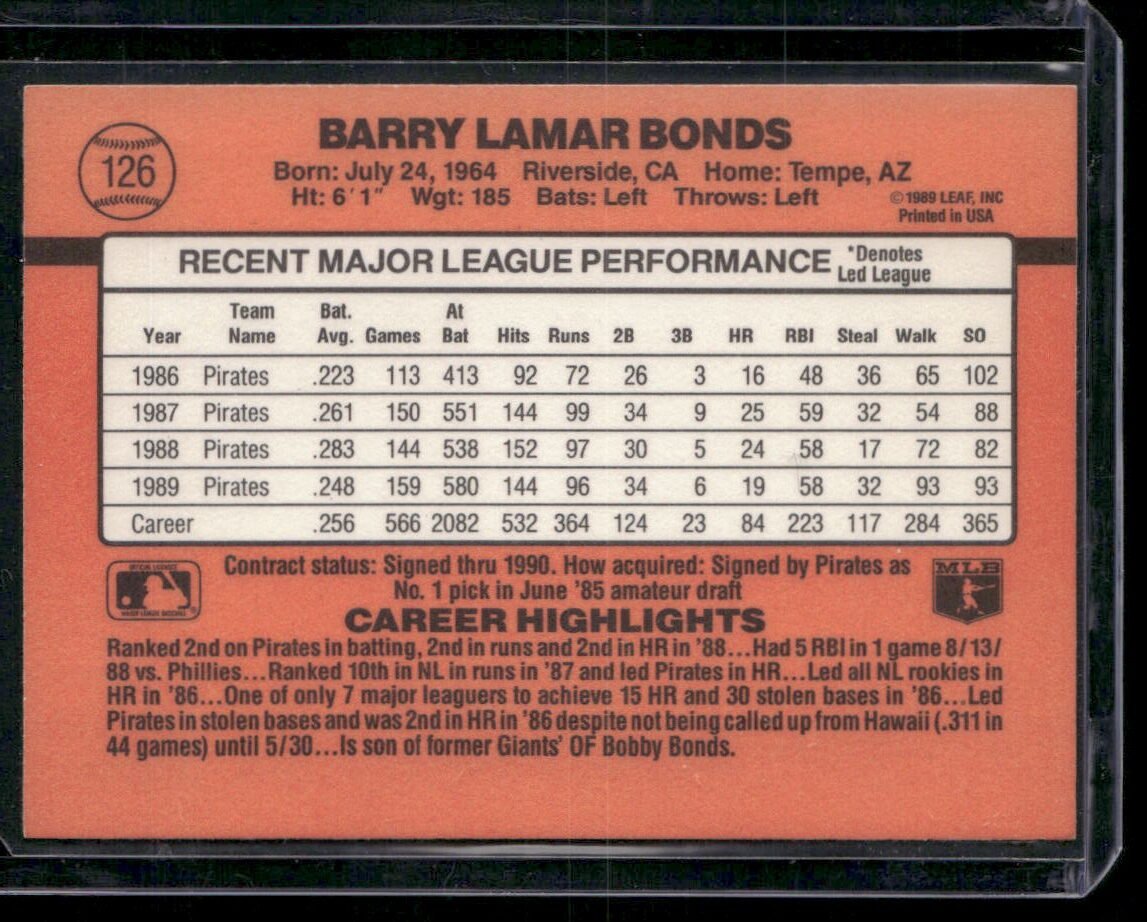 126
BARRY LAMAR BONDS
Born: July 24, 1964 Riverside, CA Home: Tempe, AZ
Ht: 6' 1" Wgt: 185 Bats: Left Throws: Left
©1989 LEAF, INC
Printed in USA
RECENT MAJOR LEAGUE PERFORMANCE *Denotes
Led League
Team Bat. At
Year Name Avg. Games Bat Hits Runs 2B 3B HR RBI Steal Walk SO
1986 Pirates .223 113 413 92 72 26 3 16 48 36 65 102
1987 Pirates .261 150 551 144 99 34 9 25 59 32 54 88
1988 Pirates .283 144 538 152 97 30 5 24 58 17 72 82
1989 Pirates .248 159 580 144 96 34 6 19 58 32 93 93
Career .256 566 2082 532 364 124 23 84 223 117 284 365
Contract status: Signed thru 1990. How acquired: Signed by Pirates as
No. 1 pick in June '85 amateur draft
MLB
CAREER HIGHLIGHTS
Ranked 2nd on Pirates in batting, 2nd in runs and 2nd in HR in '88...Had 5 RBI in 1 game 8/13/
88 vs. Phillies...Ranked 10th in NL in runs in '87 and led Pirates in HR...Led all NL rookies in
HR in '86...One of only 7 major leaguers to achieve 15 HR and 30 stolen bases in '86...Led
Pirates in stolen bases and was 2nd in HR in '86 despite not being called up from Hawaii (.311 in
44 games) until 5/30...Is son of former Giants' OF Bobby Bonds.